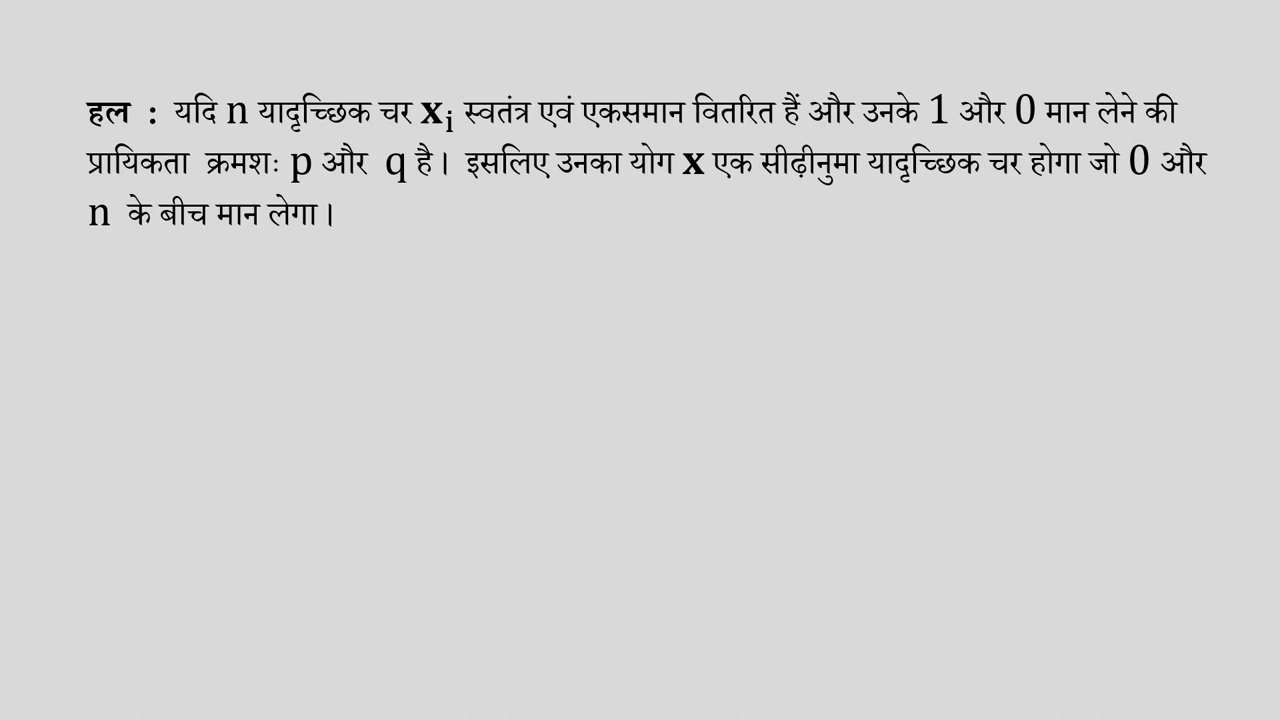 हल : यदि n यादृच्छिक चर xᵢ स्वतंत्र एवं एकसमान वितरित हैं और उनके 1 और 0 मान लेने की
प्रायिकता क्रमशः p और q है। इसलिए उनका योग x एक सीढ़ीनुमा यादृच्छिक चर होगा जो 0 और
n के बीच मान लेगा।